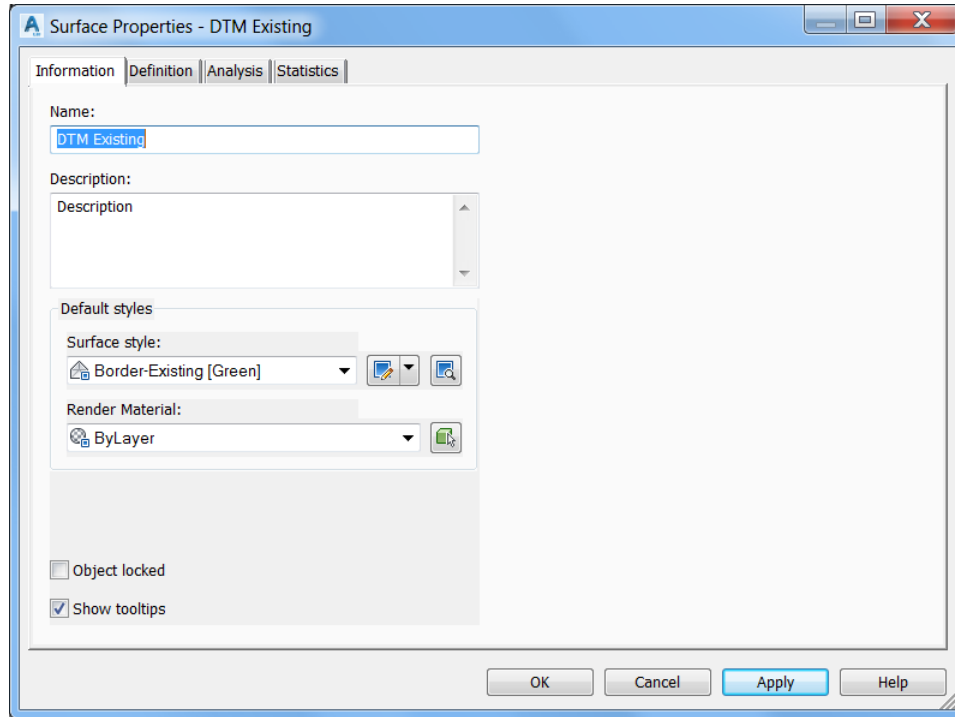 Surface Properties - DTM Existing
Information Definition Analysis Statistics
Name:
DTM Existing
Description:
Description
Default styles
Surface style:
Border-Existing [Green]
Render Material:
ByLayer
Object locked
Show tooltips
OK Cancel Apply Help